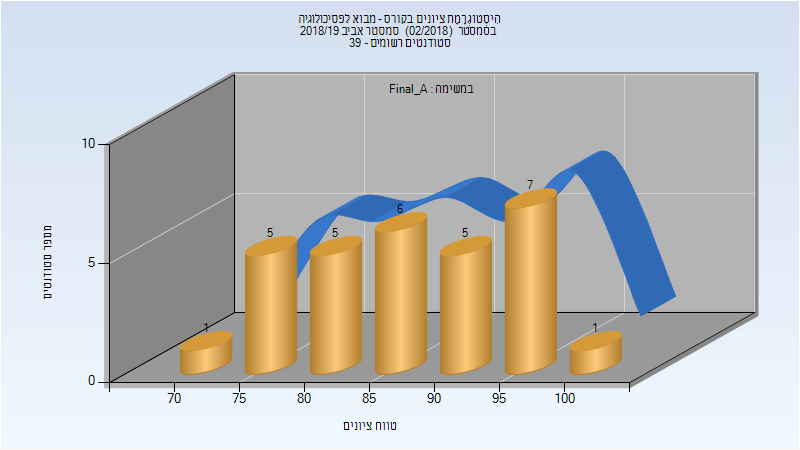 היסטוגרמת ציונים בקורס - מבוא לפסיכולוגיה
בסמסטר (02/2018) סמסטר אביב 2018/19
סטודנטים רשומים - 39
במשימה : Final_A
10
5
0
מספר סטודנטים
1
5
5
6
5
7
1
70
75
80
85
90
95
100
טווח ציונים